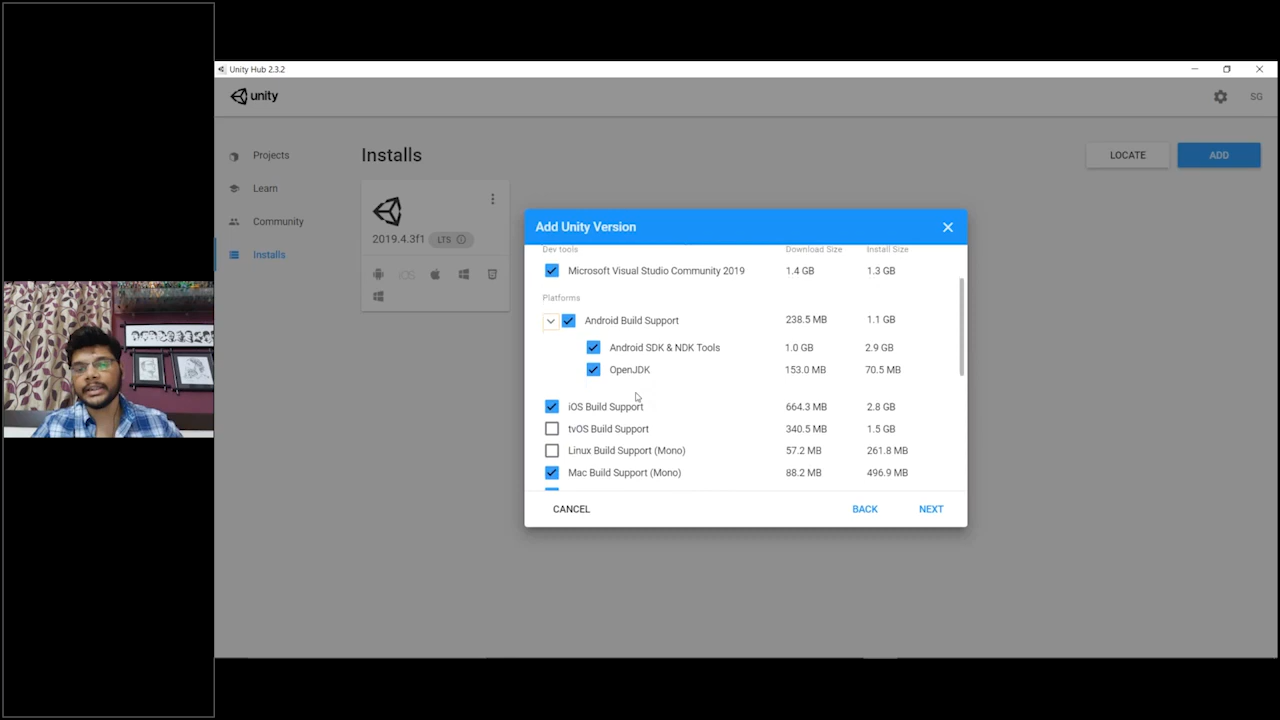 Unity Hub 2.3.2
unity
SG
Projects
Learn
Community
Installs
Installs
LOCATE
ADD
2019.4.3f1
LTS
iOS
Add Unity Version
Dev tools Download Size Install Size
Microsoft Visual Studio Community 2019 1.4 GB 1.3 GB
Platforms
Android Build Support 238.5 MB 1.1 GB
Android SDK & NDK Tools 1.0 GB 2.9 GB
OpenJDK 153.0 MB 70.5 MB
iOS Build Support 664.3 MB 2.8 GB
tvOS Build Support 340.5 MB 1.5 GB
Linux Build Support (Mono) 57.2 MB 261.8 MB
Mac Build Support (Mono) 88.2 MB 496.9 MB
CANCEL
BACK
NEXT